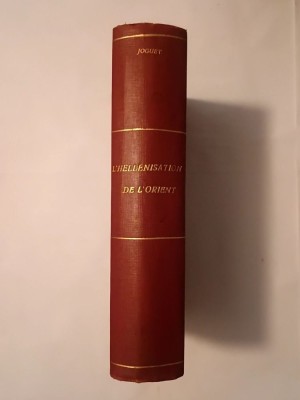 JOGUET
L'HELLÉNISATION
DE L'ORIENT